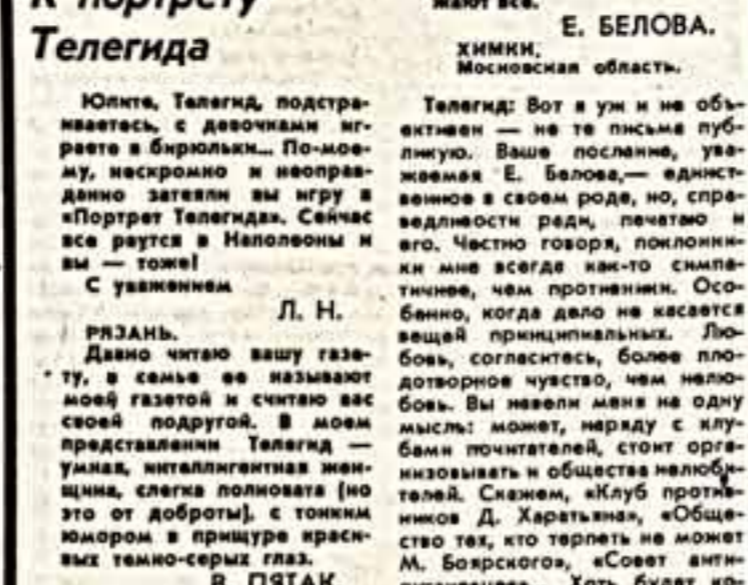 К портрету
Телегида
Юлите, Телегид, подстра-
иваетесь, с девочками иг-
раете в бирюльки... По-мое-
му, нескромно и неоправ-
данно затеяли вы игру в
«Портрет Телегида». Сейчас
все рвутся в Наполеоны и
вы — тоже!
С уважением
Л. Н.
РЯЗАНЬ.
Давно читаю вашу газе-
ту, в семье ее называют
моей газетой и считаю вас
своей подругой. В моем
представлении Телегид —
умная, интеллигентная жен-
щина, слегка полновата (но
это от доброты), с тонким
юмором в прищуре краси-
вых темно-серых глаз.
В. ПЯТАК
жают все.
Е. БЕЛОВА.
ХИМКИ,
Московская область.
Телегид: Вот я уж и не объ-
ективен — не те письма пуб-
ликую. Ваше послание, ува-
жаемая Е. Белова,— единст-
венное в своем роде, но, спра-
ведливости ради, печатаю и
его. Честно говоря, поклонни-
ки мне всегда как-то симпа-
тичнее, чем противники. Осо-
бенно, когда дело не касается
вещей принципиальных. Лю-
бовь, согласитесь, более пло-
дотворное чувство, чем нелю-
бовь. Вы навели меня на одну
мысль: может, наряду с клу-
бами почитателей, стоит орга-
низовывать и общества нелюби-
телей. Скажем, «Клуб против-
ников Д. Харатьяна», «Обще-
ство тех, кто терпеть не может
М. Боярского», «Совет анти-